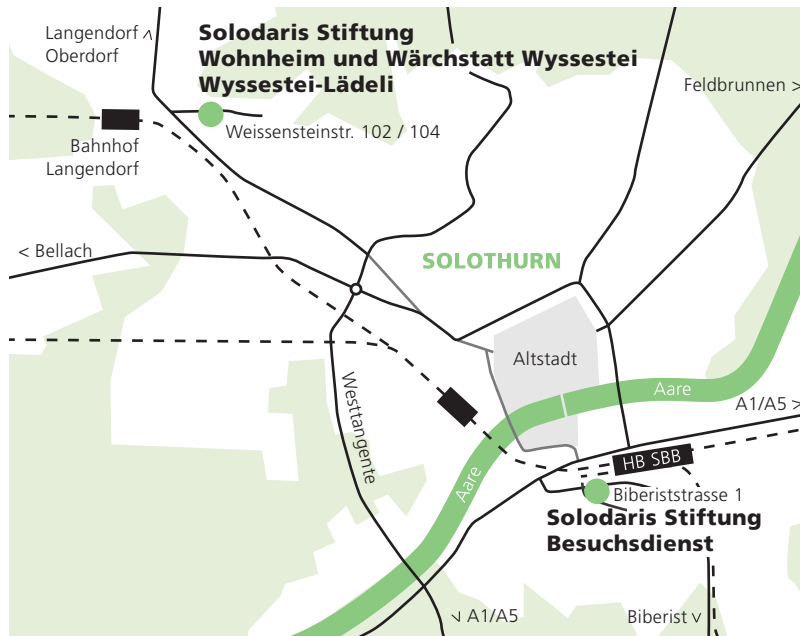 Langendorf ^
Oberdorf
Solodaris Stiftung
Wohnheim und Wärchstatt Wyssestei
Wyssestei-Lädeli
Feldbrunnen >
Weissensteinstr. 102 / 104
Bahnhof
Langendorf
< Bellach
SOLOTHURN
Altstadt
Westtangente
Aare
A1/A5 >
HB SBB
Aare
Biberiststrasse 1
Solodaris Stiftung
Besuchsdienst
v A1/A5
Biberist v